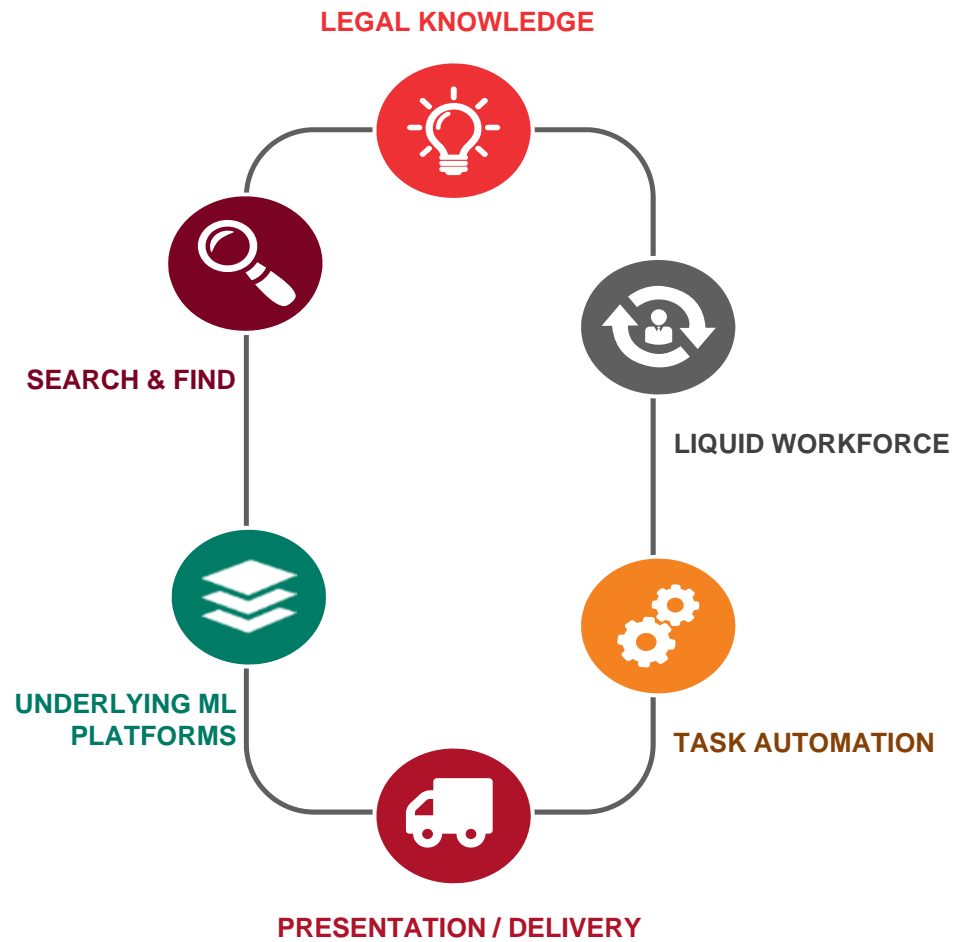 LEGAL KNOWLEDGE
SEARCH & FIND
LIQUID WORKFORCE
UNDERLYING ML
PLATFORMS
TASK AUTOMATION
PRESENTATION / DELIVERY